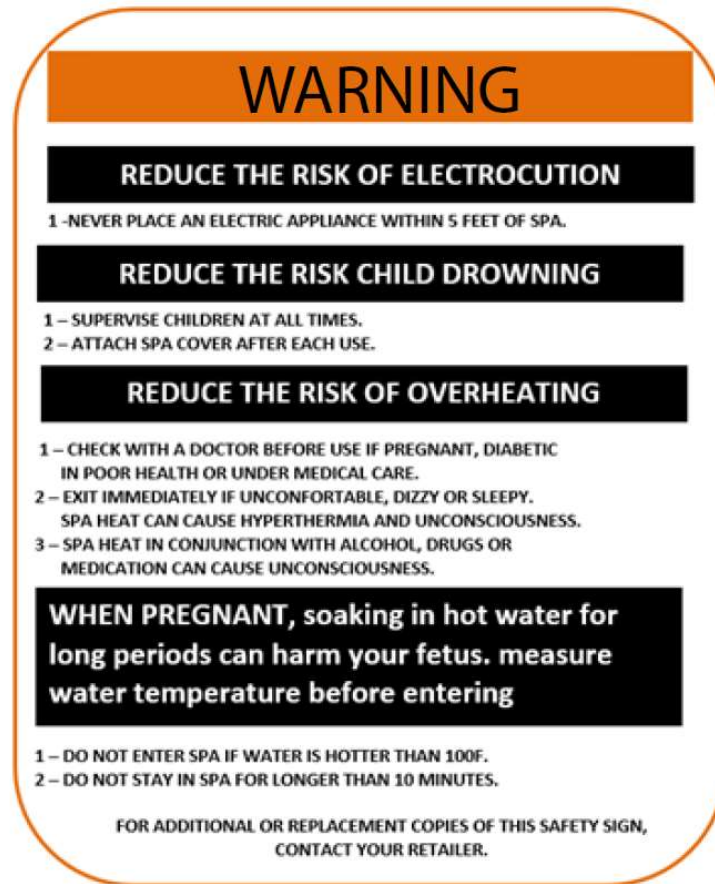 WARNING
REDUCE THE RISK OF ELECTROCUTION
1 -NEVER PLACE AN ELECTRIC APPLIANCE WITHIN 5 FEET OF SPA.
REDUCE THE RISK CHILD DROWNING
1 – SUPERVISE CHILDREN AT ALL TIMES.
2 – ATTACH SPA COVER AFTER EACH USE.
REDUCE THE RISK OF OVERHEATING
1 – CHECK WITH A DOCTOR BEFORE USE IF PREGNANT, DIABETIC
IN POOR HEALTH OR UNDER MEDICAL CARE.
2 – EXIT IMMEDIATELY IF UNCONFORTABLE, DIZZY OR SLEEPY.
SPA HEAT CAN CAUSE HYPERTHERMIA AND UNCONSCIOUSNESS.
3 – SPA HEAT IN CONJUNCTION WITH ALCOHOL, DRUGS OR
MEDICATION CAN CAUSE UNCONSCIOUSNESS.
WHEN PREGNANT, soaking in hot water for
long periods can harm your fetus. measure
water temperature before entering
1 – DO NOT ENTER SPA IF WATER IS HOTTER THAN 100F.
2 – DO NOT STAY IN SPA FOR LONGER THAN 10 MINUTES.
FOR ADDITIONAL OR REPLACEMENT COPIES OF THIS SAFETY SIGN,
CONTACT YOUR RETAILER.